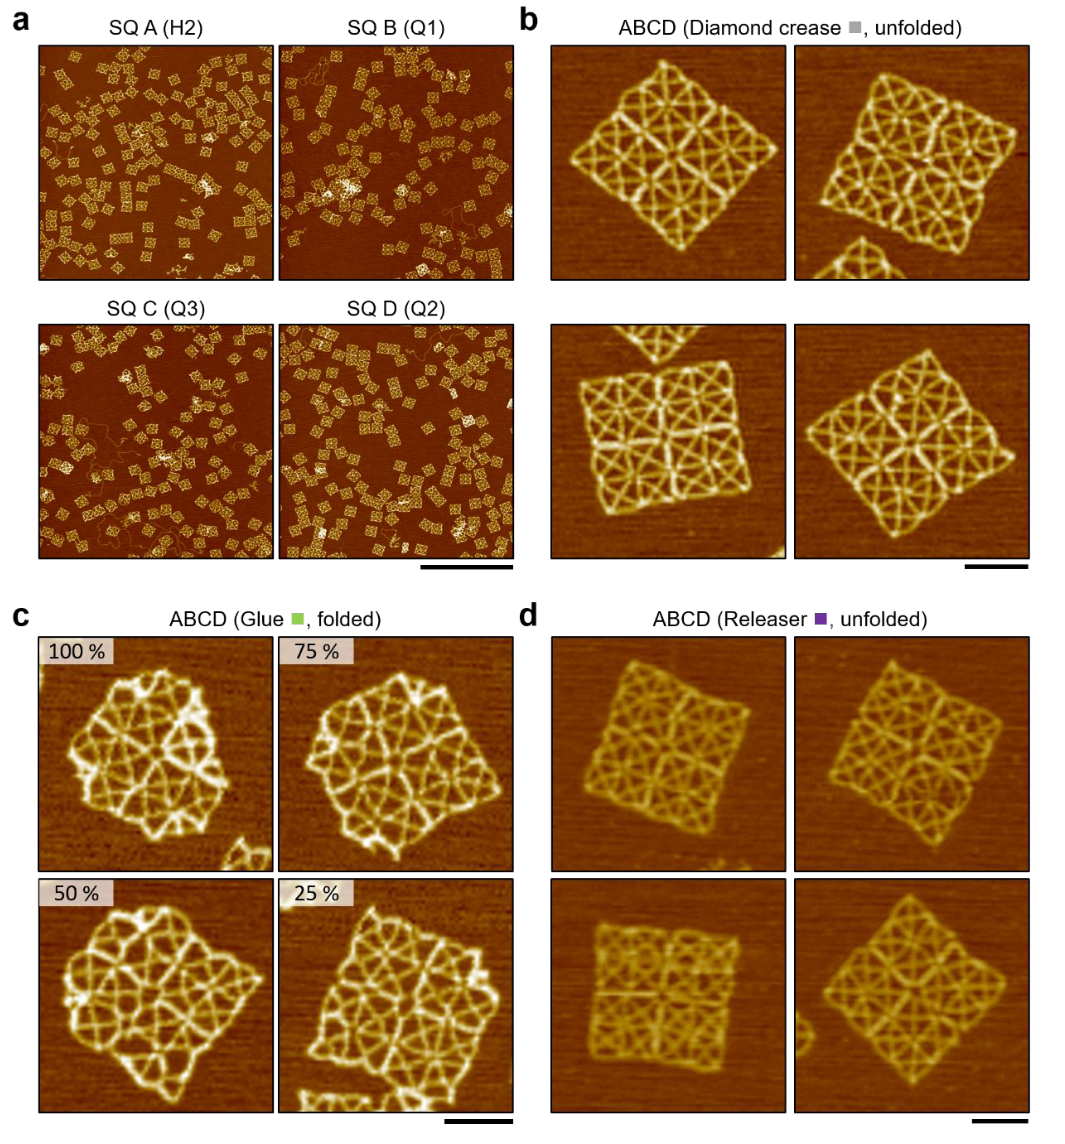 a
SQ A (H2)
SQ B (Q1)
SQ C (Q3)
SQ D (Q2)
b
ABCD (Diamond crease ■, unfolded)
c
ABCD (Glue ■, folded)
100 %
75 %
50 %
25 %
d
ABCD (Releaser ■, unfolded)